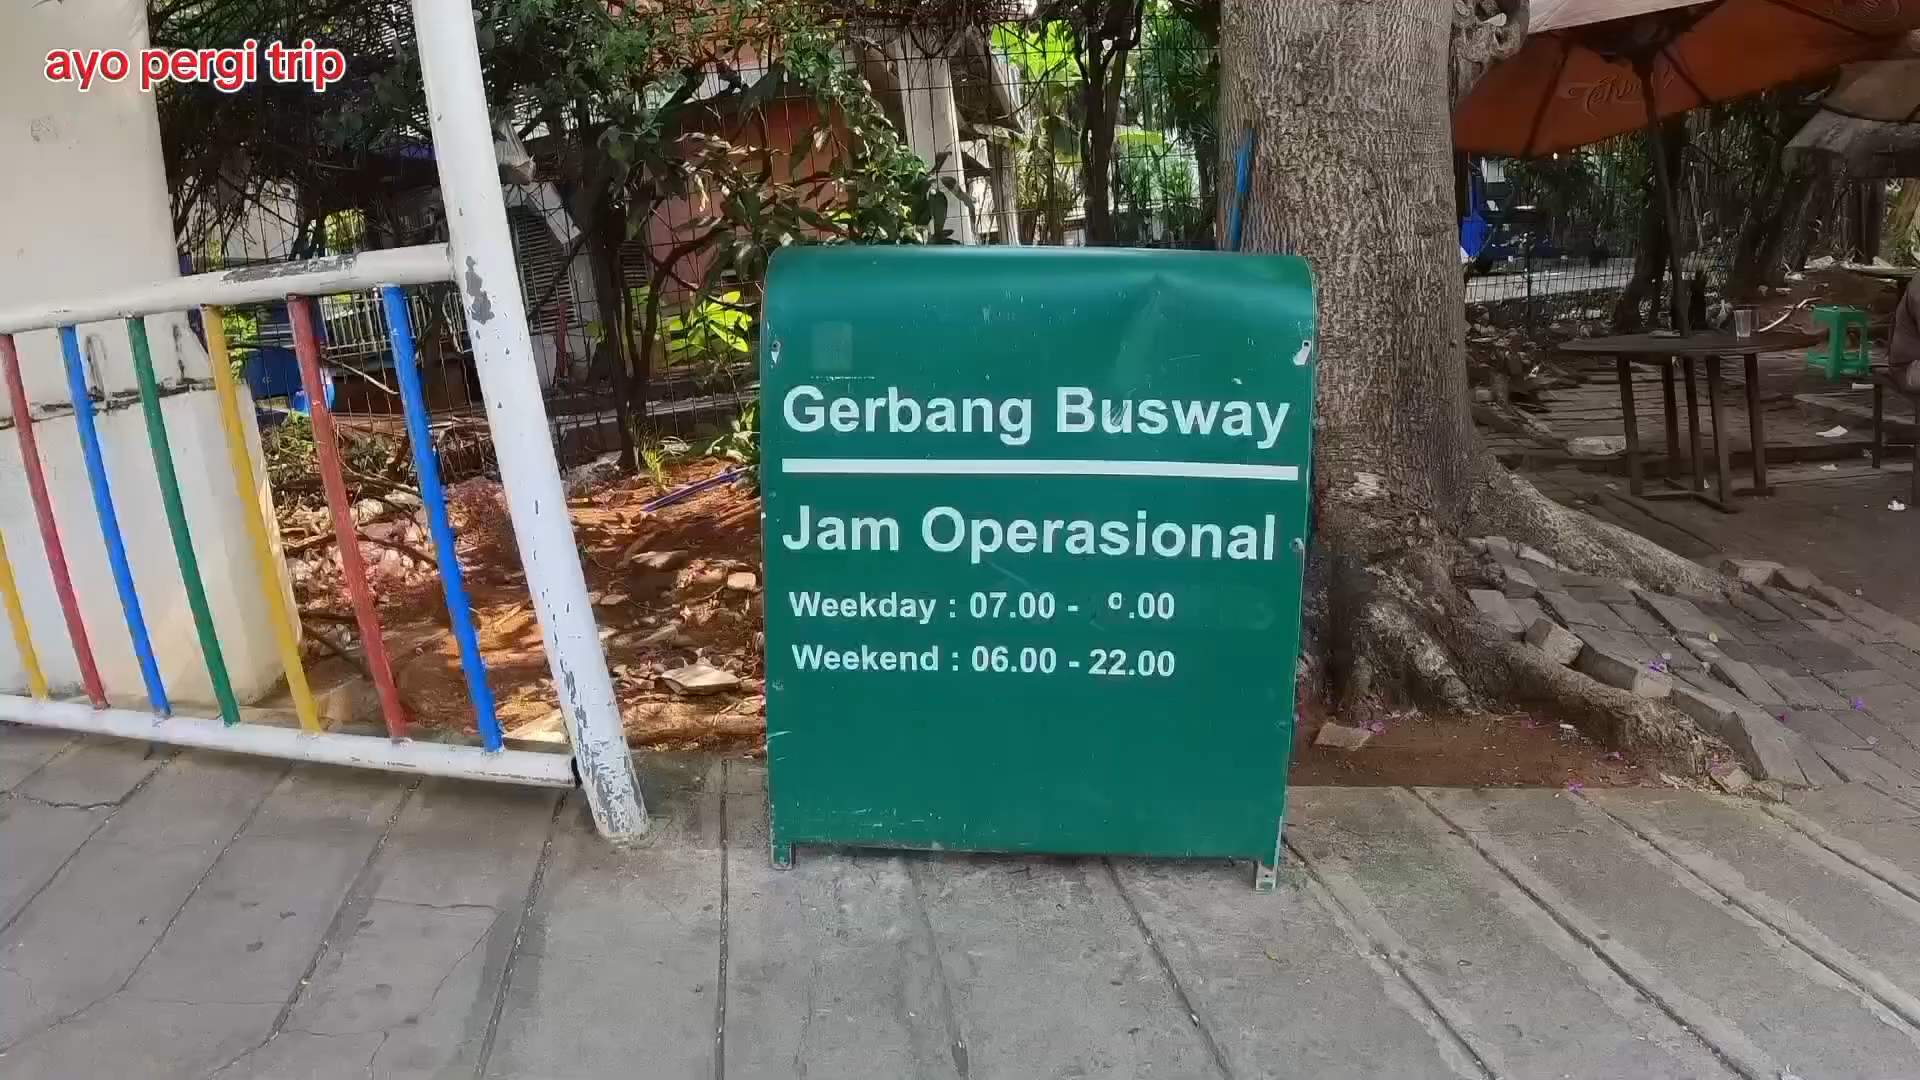 ayo pergi trip
Gerbang Busway
Jam Operasional
Weekday : 07.00 -
Weekend : 06.00 - 22.00